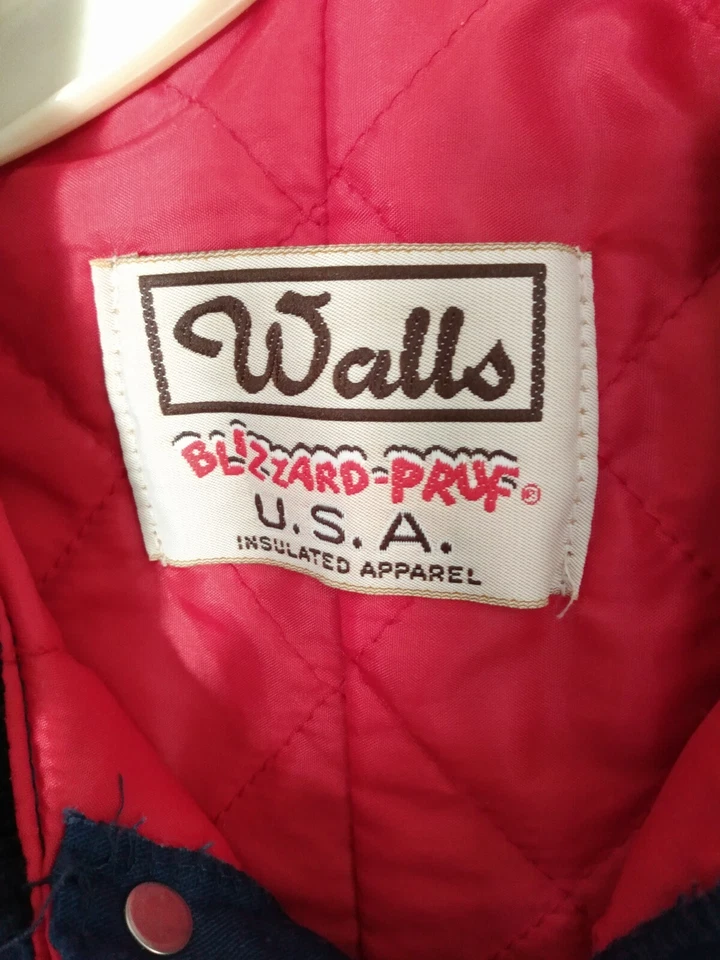 Walls
BLIZZARD-PRUF®
U.S.A.
INSULATED APPAREL